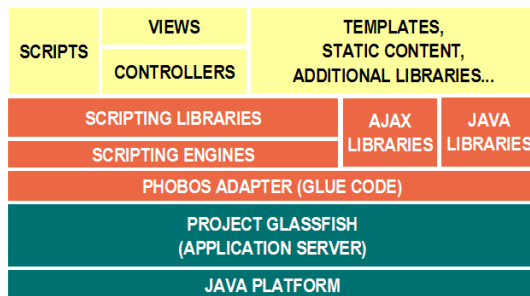 SCRIPTS
VIEWS
CONTROLLERS
TEMPLATES,
STATIC CONTENT,
ADDITIONAL LIBRARIES...
SCRIPTING LIBRARIES
SCRIPTING ENGINES
AJAX
LIBRARIES
JAVA
LIBRARIES
PHOBOS ADAPTER (GLUE CODE)
PROJECT GLASSFISH
(APPLICATION SERVER)
JAVA PLATFORM